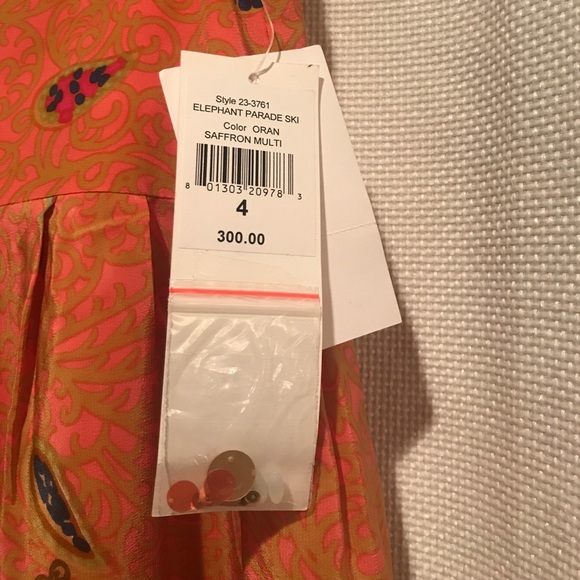 Style 23-3761
ELEPHANT PARADE SKI
Color ORAN
SAFFRON MULTI
8 01303 20978 3
4
300.00